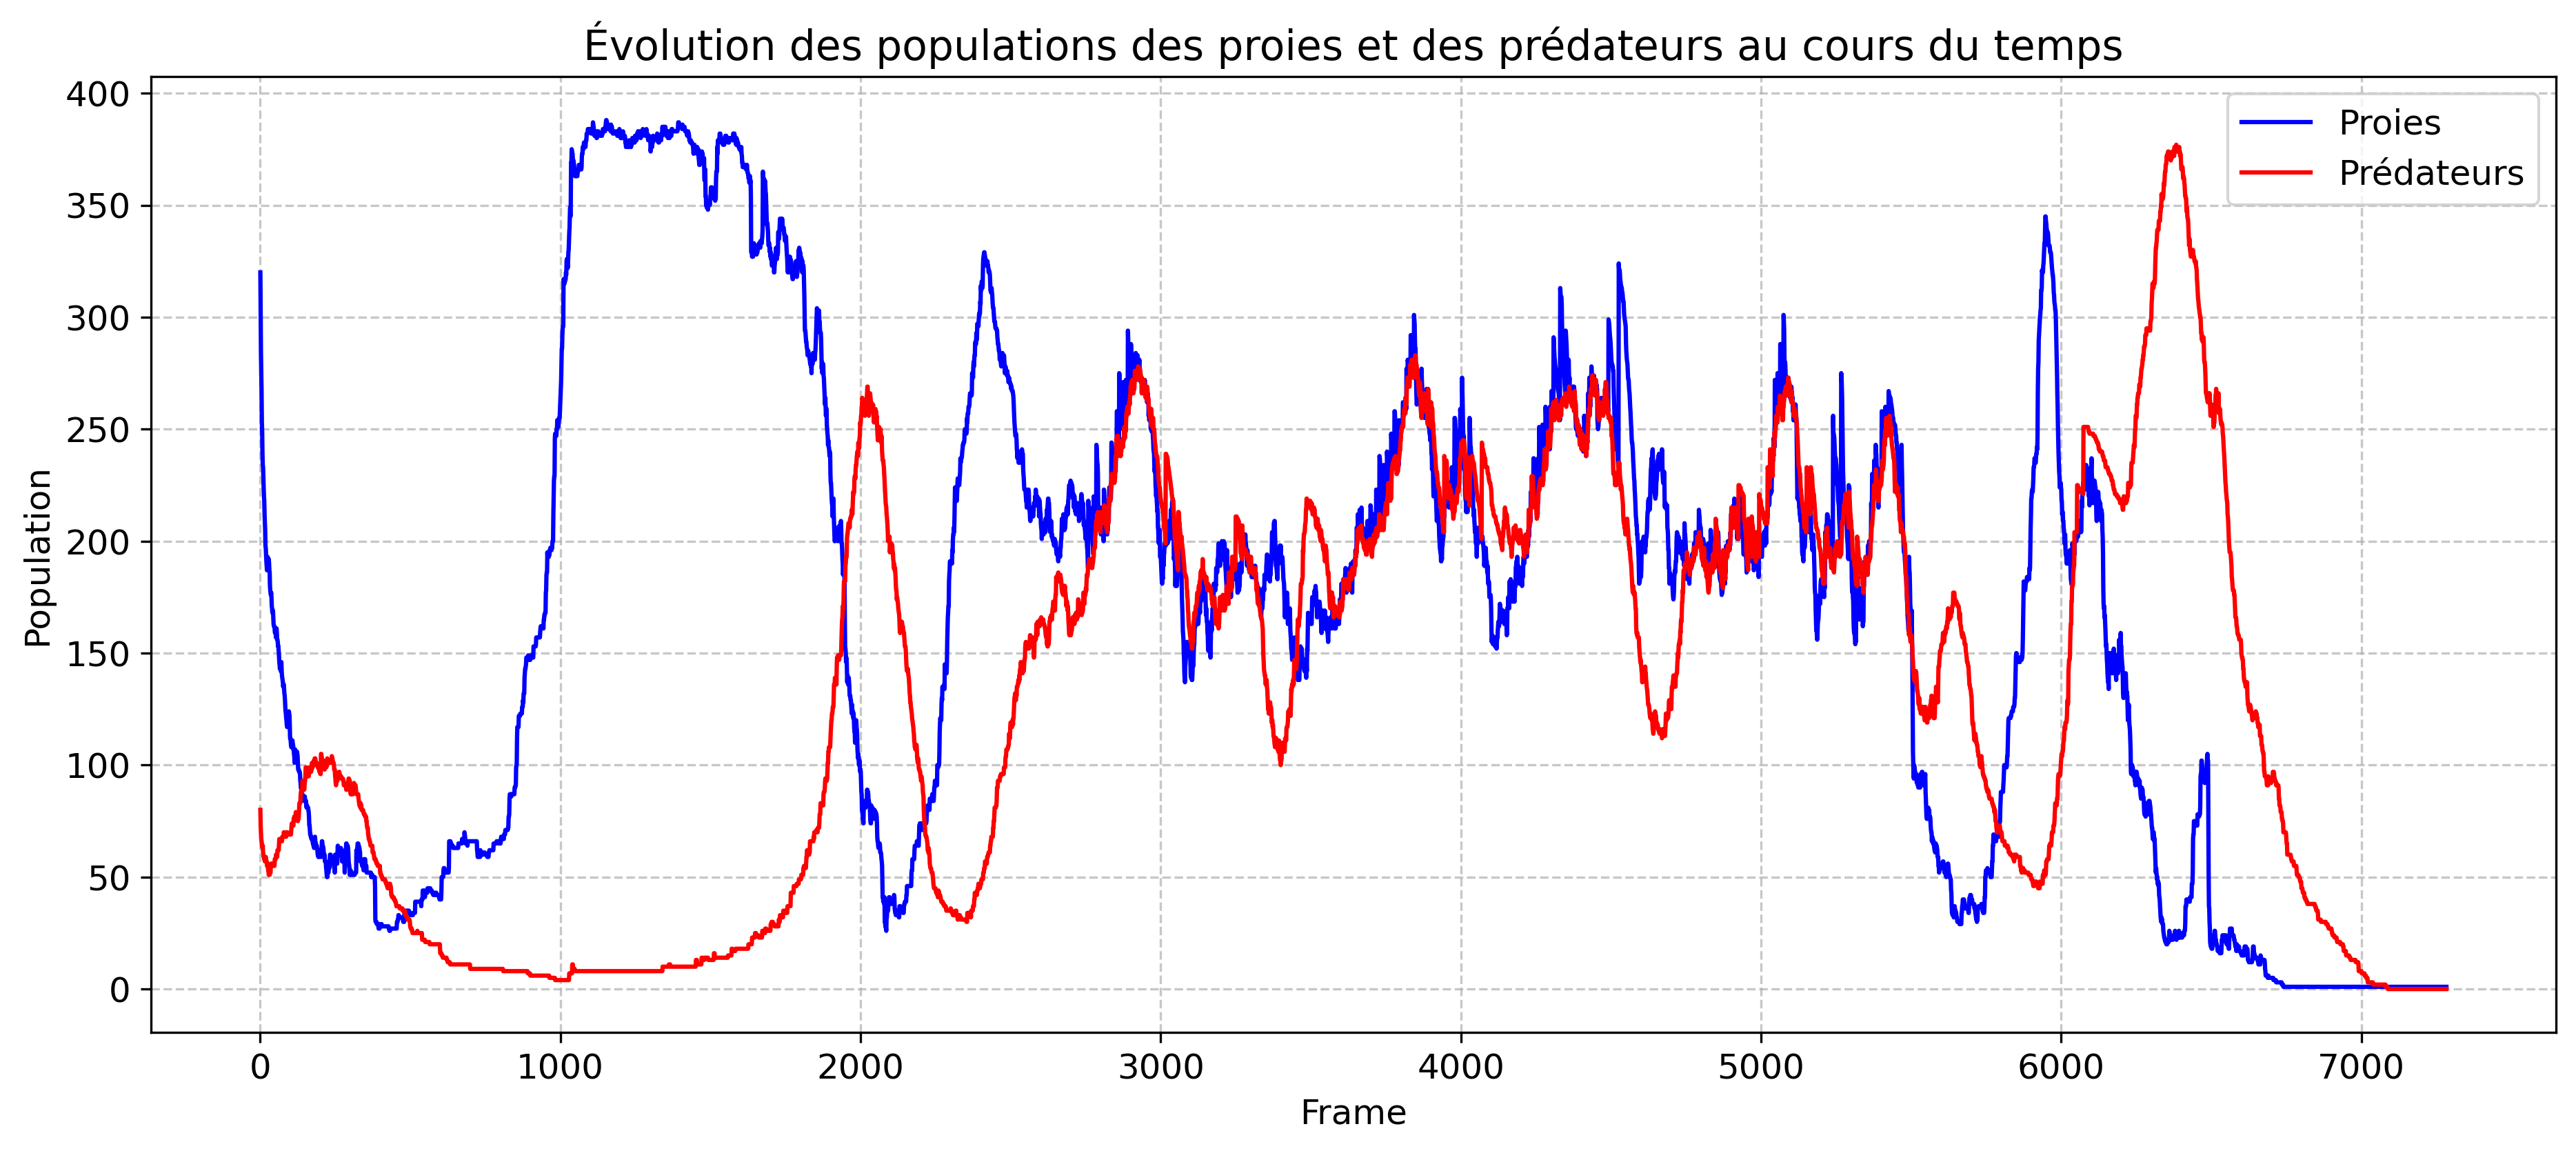 Évolution des populations des proies et des prédateurs au cours du temps
Population
400
350
300
250
200
150
100
50
0
Proies
Prédateurs
0 1000 2000 3000 4000 5000 6000 7000
Frame